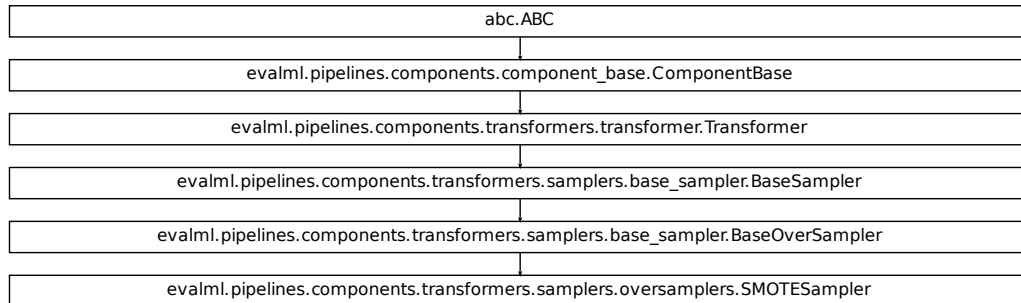 abc.ABC
evalml.pipelines.components.component_base.ComponentBase
evalml.pipelines.components.transformers.transformer.Transformer
evalml.pipelines.components.transformers.samplers.base_sampler.BaseSampler
evalml.pipelines.components.transformers.samplers.base_sampler.BaseOverSampler
evalml.pipelines.components.transformers.samplers.oversamplers.SMOTESampler